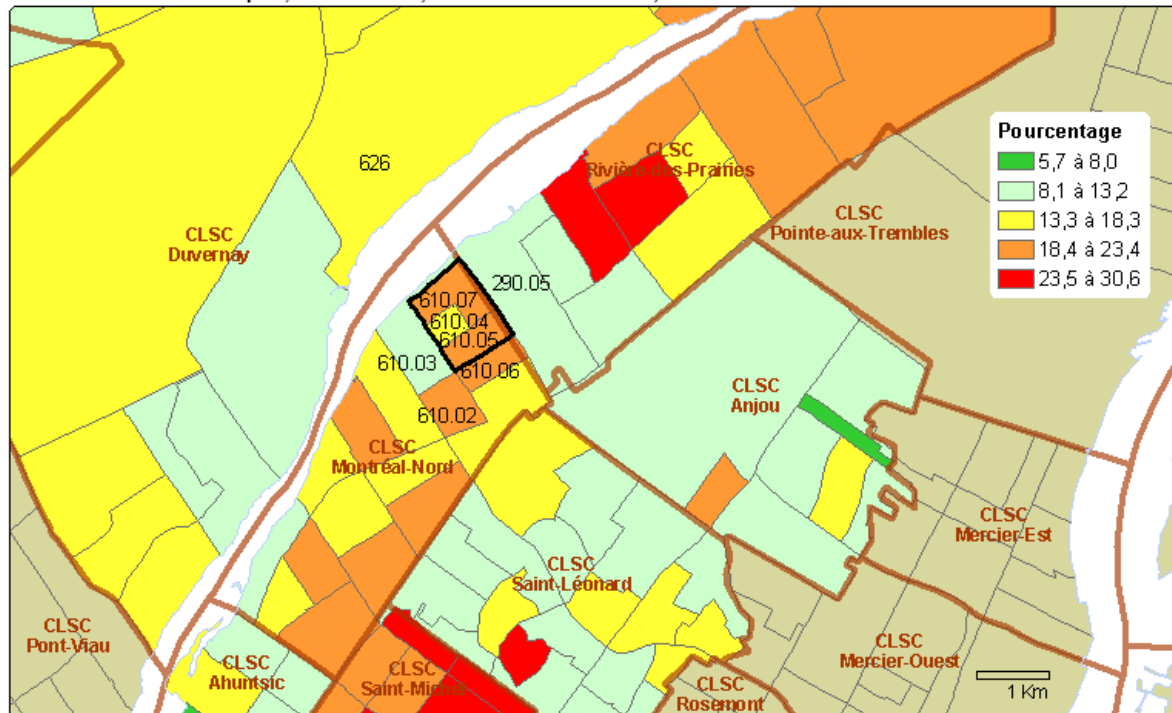 Pourcentage
5,7 à 8,0
8,1 à 13,2
13,3 à 18,3
18,4 à 23,4
23,5 à 30,6
626
CLSC
Rivière-des-Prairies
CLSC
Pointe-aux-Trembles
CLSC
Duvernay
290.05
610.07
610.04
610.05
610.03
610.06
610.02
CLSC
Anjou
CLSC
Montréal-Nord
CLSC
Mercier-Est
CLSC
Saint-Léonard
CLSC
Pont-Viau
CLSC
Ahuntsic
CLSC
Saint-Michel
CLSC
Mercier-Ouest
CLSC
Rosemont
1 Km